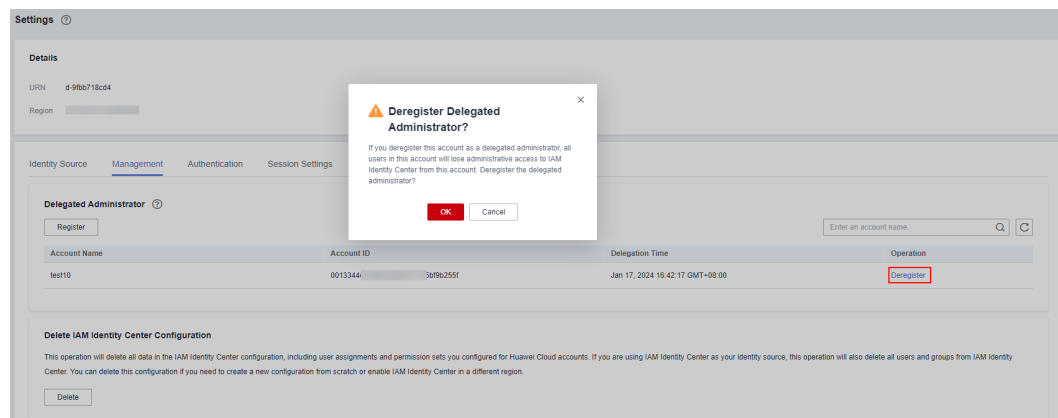 Settings ?
Details
URN d-9fbb718cd4
Region
Identity Source Management Authentication Session Settings
Deregister Delegated
Administrator?
If you deregister this account as a delegated administrator, all
users in this account will lose administrative access to IAM
Identity Center from this account. Deregister the delegated
administrator?
OK Cancel
Delegated Administrator ?
Register
Enter an account name.
Account Name Account ID Delegation Time Operation
test10 0013344 5bf9b255f Jan 17, 2024 16:42:17 GMT+08:00 Deregister
Delete IAM Identity Center Configuration
This operation will delete all data in the IAM Identity Center configuration, including user assignments and permission sets you configured for Huawei Cloud accounts. If you are using IAM Identity Center as your identity source, this operation will also delete all users and groups from IAM Identity
Center. You can delete this configuration if you need to create a new configuration from scratch or enable IAM Identity Center in a different region.
Delete